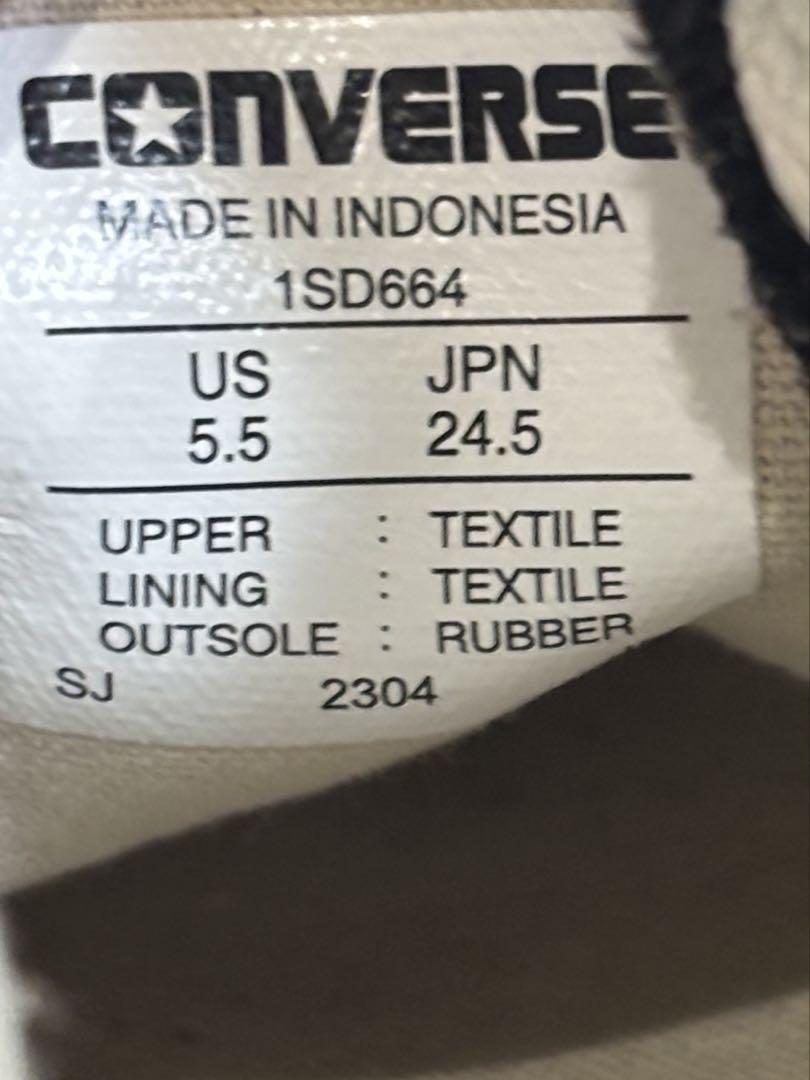 CONVERSE
MADE IN INDONESIA
1SD664
US JPN
5.5 24.5
UPPER : TEXTILE
LINING : TEXTILE
OUTSOLE : RUBBER
SJ 2304